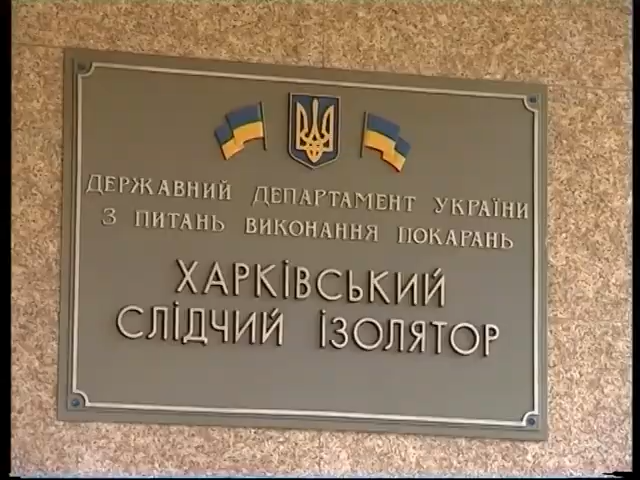 ДЕРЖАВНИЙ ДЕПАРТАМЕНТ УКРАЇНИ
З ПИТАНЬ ВИКОНАННЯ ПОКАРАНЬ
ХАРКІВСЬКИЙ
СЛІДЧИЙ ІЗОЛЯТОР